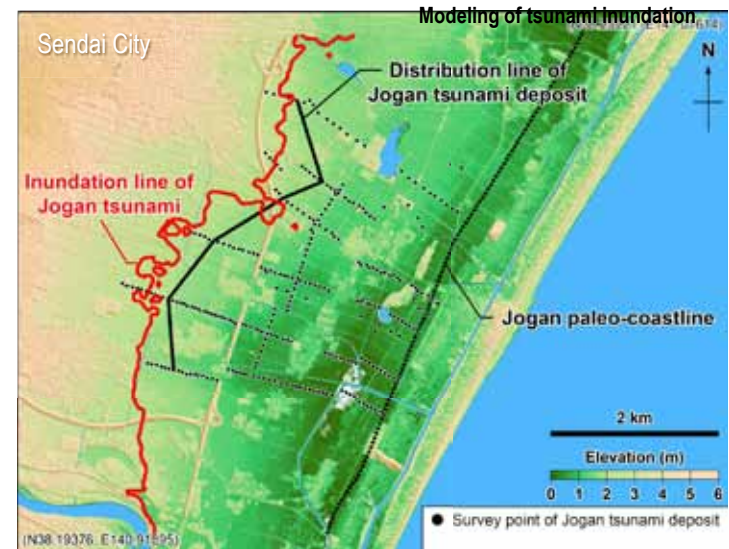 Modeling of tsunami inundation
Sendai City
N
Distribution line of
Jogan tsunami deposit
Inundation line of
Jogan tsunami
Jogan paleo-coastline
2 km
Elevation (m)
0 1 2 3 4 5 6
Survey point of Jogan tsunami deposit
(N38.19376, E140.91895)